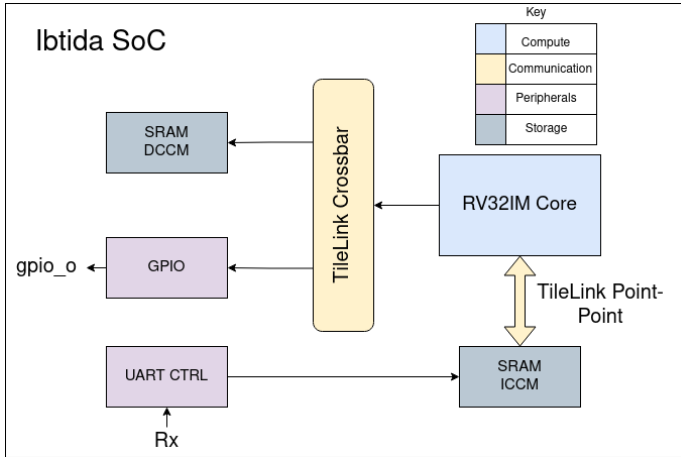 Ibtida SoC
Key
Compute
Communication
Peripherals
Storage
SRAM
DCCM
TileLink Crossbar
RV32IM Core
gpio_o
GPIO
TileLink Point-
Point
UART CTRL
SRAM
ICCM
Rx